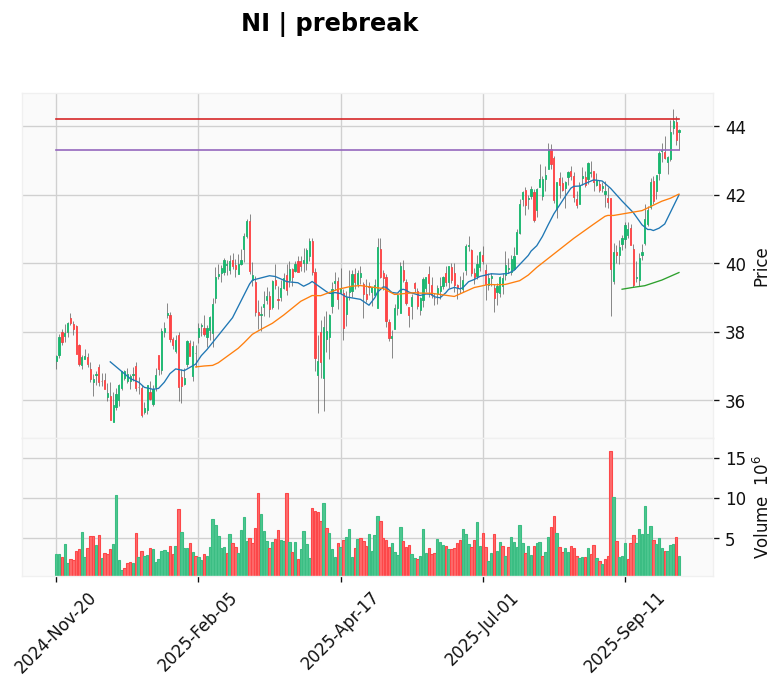 NI | prebreak
44
42
40
38
36
Price
15
10
5
Volume 10^6
2024-Nov-20
2025-Feb-05
2025-Apr-17
2025-Jul-01
2025-Sep-11